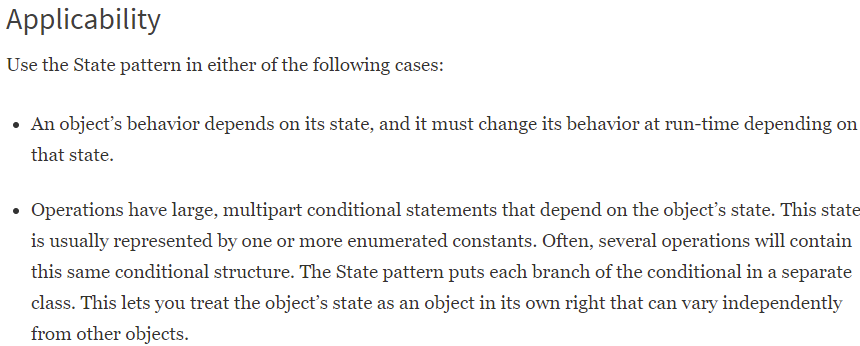 Applicability
Use the State pattern in either of the following cases:
• An object’s behavior depends on its state, and it must change its behavior at run-time depending on
that state.
• Operations have large, multipart conditional statements that depend on the object’s state. This state
is usually represented by one or more enumerated constants. Often, several operations will contain
this same conditional structure. The State pattern puts each branch of the conditional in a separate
class. This lets you treat the object’s state as an object in its own right that can vary independently
from other objects.